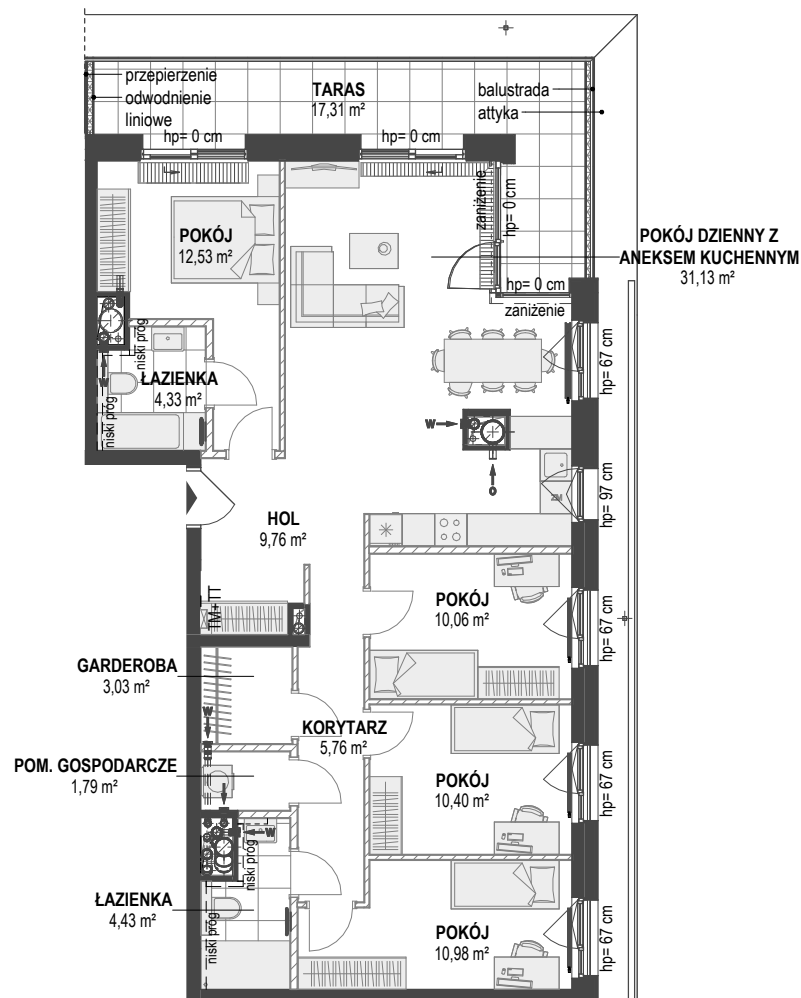 przepierzenie
odwodnienie
liniowe
TARAS
17,31 m²
balustrada
attyka
hp= 0 cm
hp= 0 cm
zaniżenie
hp= 0 cm
POKÓJ
12,53 m²
POKÓJ DZIENNY Z
ANEKSEM KUCHENNYM
31,13 m²
hp= 0 cm
zaniżenie
niski próg
hp= 67 cm
ŁAZIENKA
4,33 m²
W
niski próg
W
O
ZM
hp= 97 cm
HOL
9,76 m²
TM+TT
POKÓJ
10,06 m²
hp= 67 cm
GARDEROBA
3,03 m²
W
KORYTARZ
5,76 m²
POM. GOSPODARCZE
1,79 m²
POKÓJ
10,40 m²
hp= 67 cm
W
niski próg
ŁAZIENKA
4,43 m²
niski próg
POKÓJ
10,98 m²
hp= 67 cm